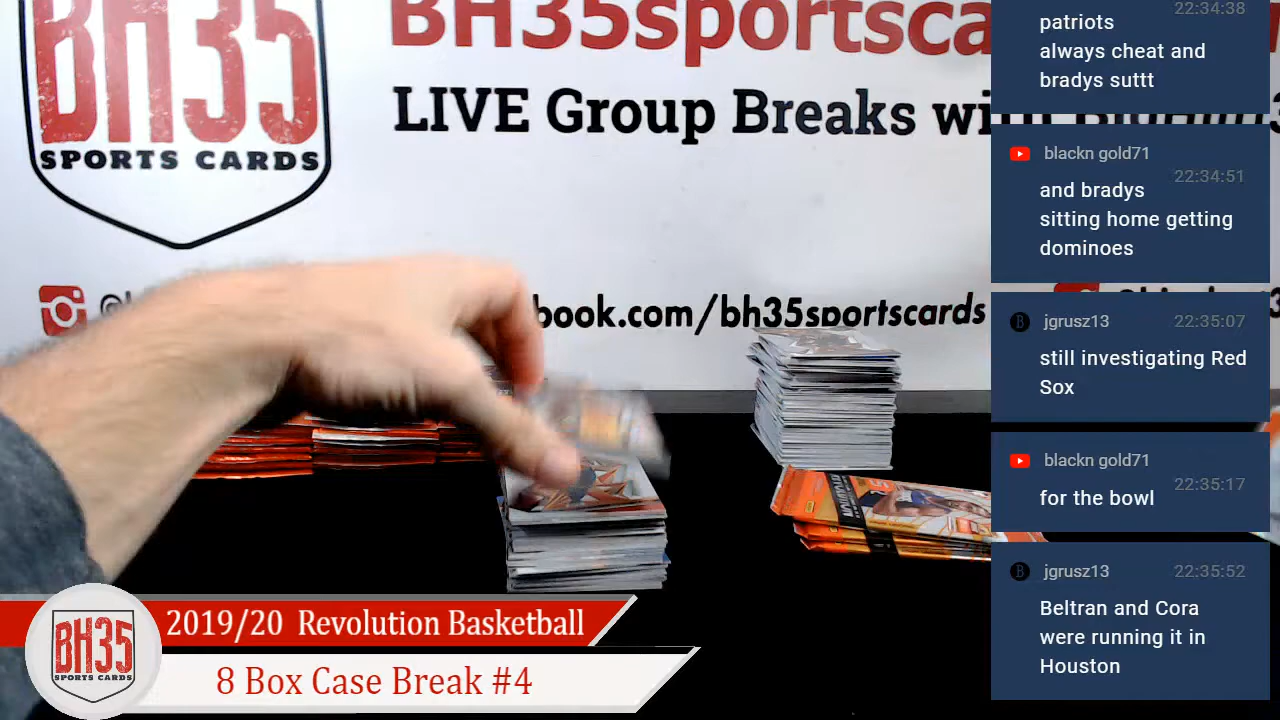 BH35
SPORTS CARDS
BH35sportsca
LIVE Group Breaks wi
book.com/bh35sportscards
22:34:38
patriots
always cheat and
bradys suttt
blackn gold71
22:34:51
and bradys
sitting home getting
dominoes
jgrusz13
22:35:07
still investigating Red
Sox
blackn gold71
22:35:17
for the bowl
jgrusz13
22:35:52
Beltran and Cora
were running it in
Houston
BH35
SPORTS CARDS
2019/20 Revolution Basketball
8 Box Case Break #4